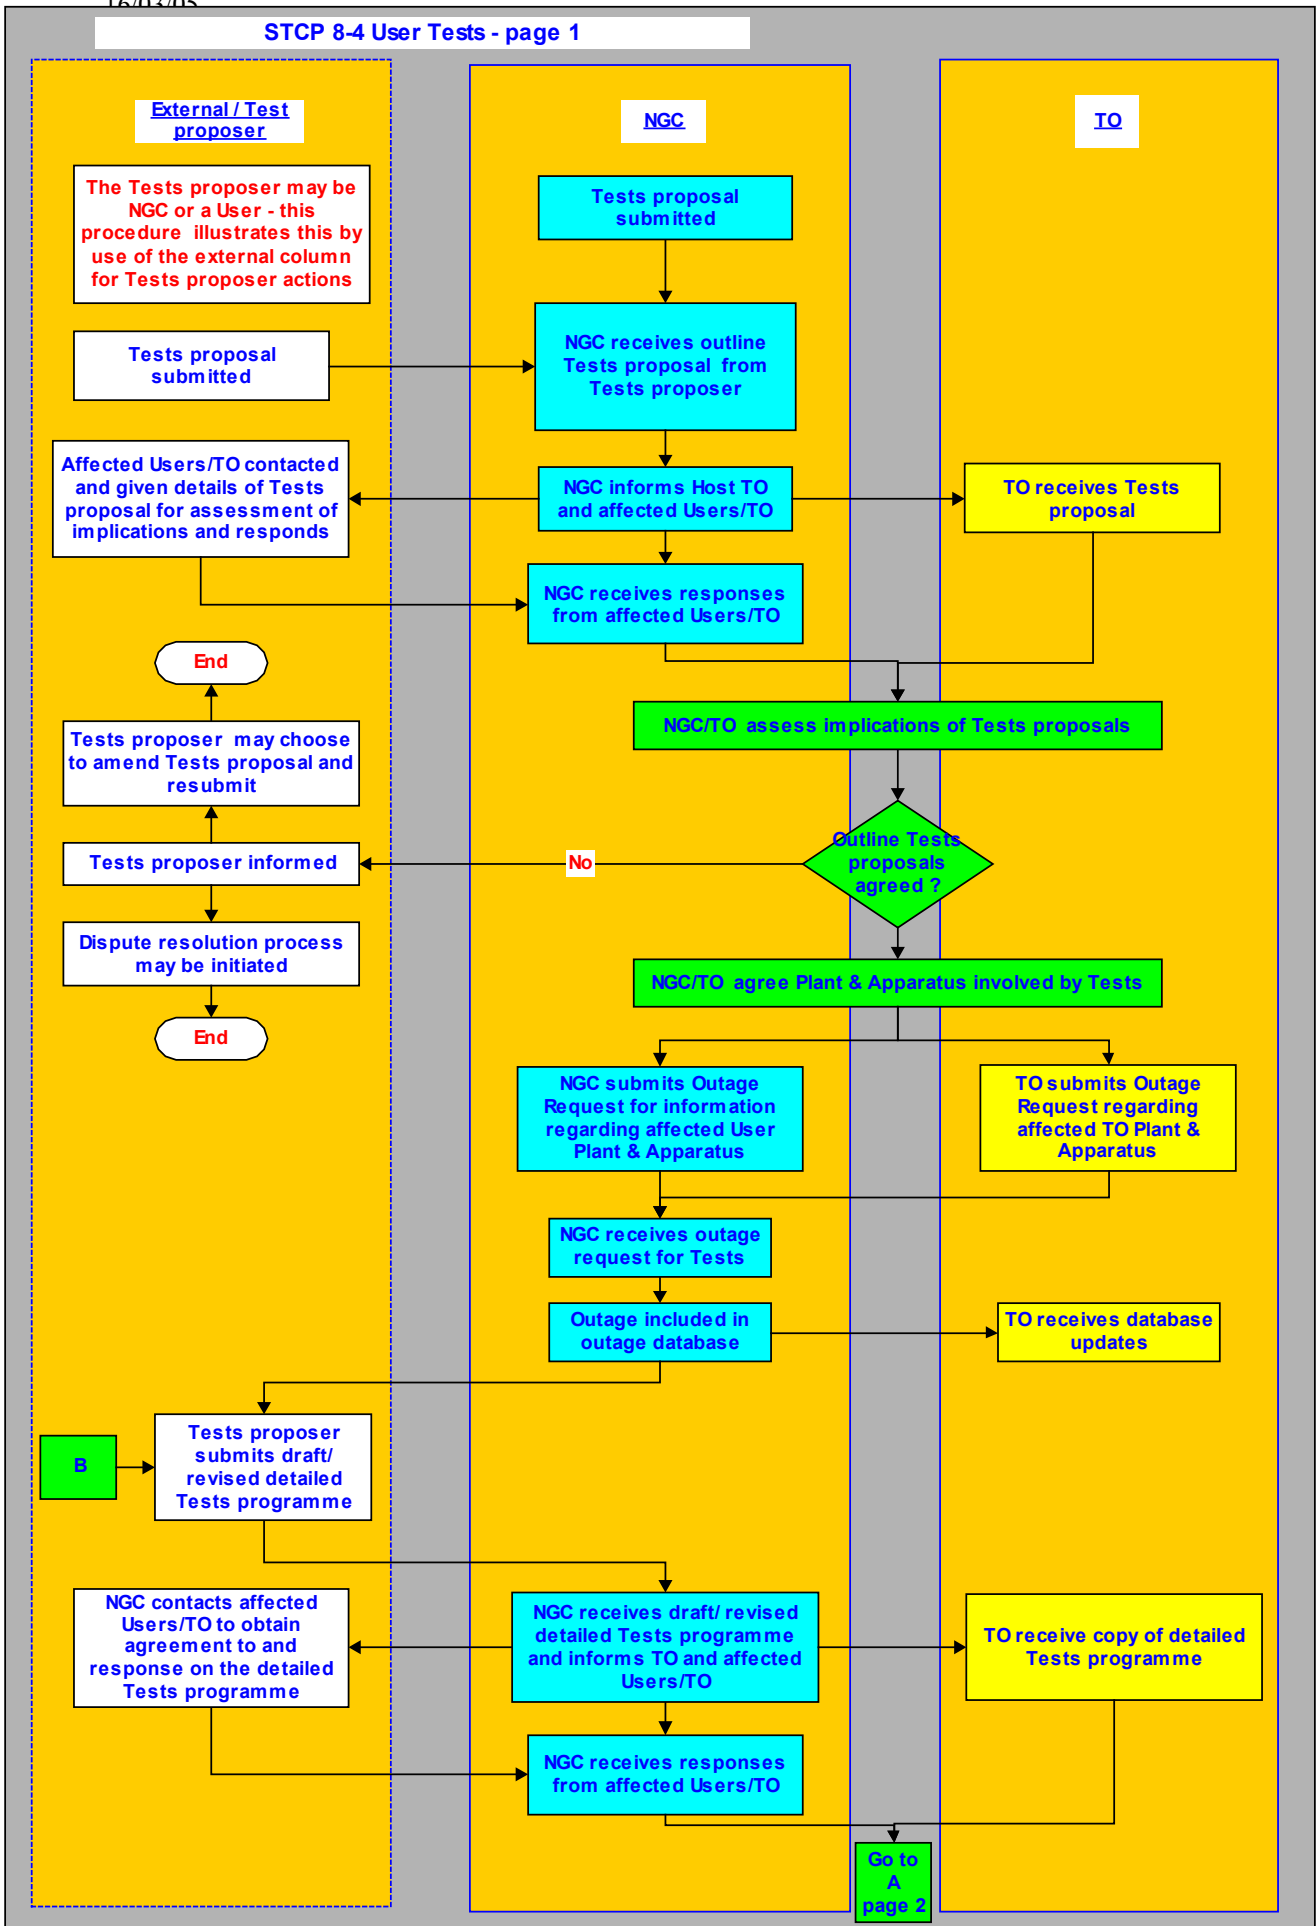 16/03/05
STCP 8-4 User Tests - page 1
External / Test
proposer
NGC
TO
The Tests proposer may be
NGC or a User - this
procedure illustrates this by
use of the external column
for Tests proposer actions
Tests proposal
submitted
Tests proposal
submitted
NGC receives outline
Tests proposal from
Tests proposer
Affected Users/TO contacted
and given details of Tests
proposal for assessment of
implications and responds
NGC informs Host TO
and affected Users/TO
TO receives Tests
proposal
NGC receives responses
from affected Users/TO
End
NGC/TO assess implications of Tests proposals
Tests proposer may choose
to amend Tests proposal and
resubmit
Outline Tests
proposals
agreed ?
No
Tests proposer informed
Dispute resolution process
may be initiated
End
NGC/TO agree Plant & Apparatus involved by Tests
NGC submits Outage
Request for information
regarding affected User
Plant & Apparatus
TO submits Outage
Request regarding
affected TO Plant &
Apparatus
NGC receives outage
request for Tests
Outage included in
outage database
TO receives database
updates
B
Tests proposer
submits draft/
revised detailed
Tests programme
NGC contacts affected
Users/TO to obtain
agreement to and
response on the detailed
Tests programme
NGC receives draft/ revised
detailed Tests programme
and informs TO and affected
Users/TO
TO receive copy of detailed
Tests programme
NGC receives responses
from affected Users/TO
Go to
A
page 2